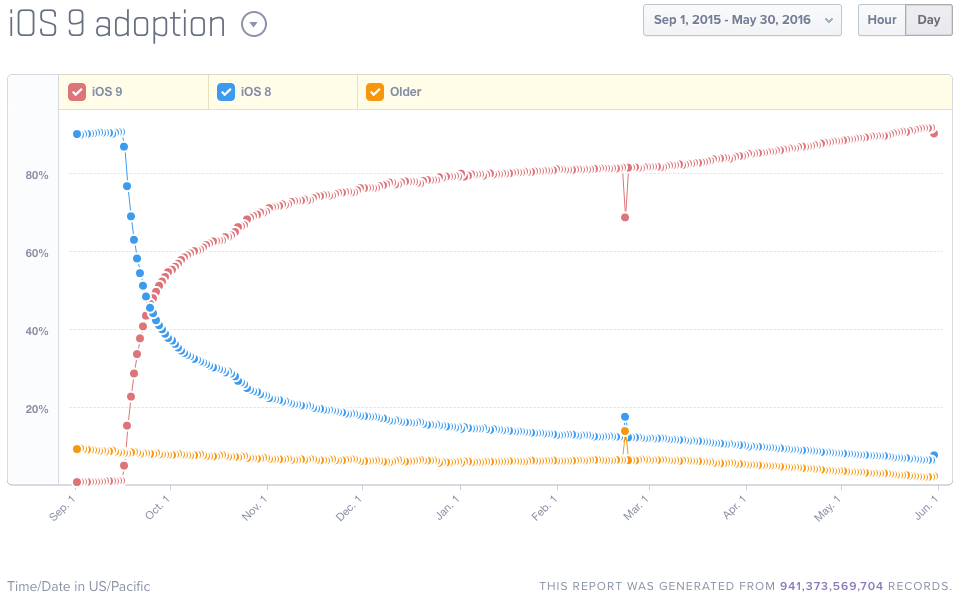 iOS 9 adoption
Sep 1, 2015 - May 30, 2016
Hour
Day
iOS 9
iOS 8
Older
80%
60%
40%
20%
Sep. 1
Oct. 1
Nov. 1
Dec. 1
Jan. 1
Feb. 1
Mar. 1
Apr. 1
May. 1
Jun. 1
Time/Date in US/Pacific
THIS REPORT WAS GENERATED FROM 941,373,569,704 RECORDS.